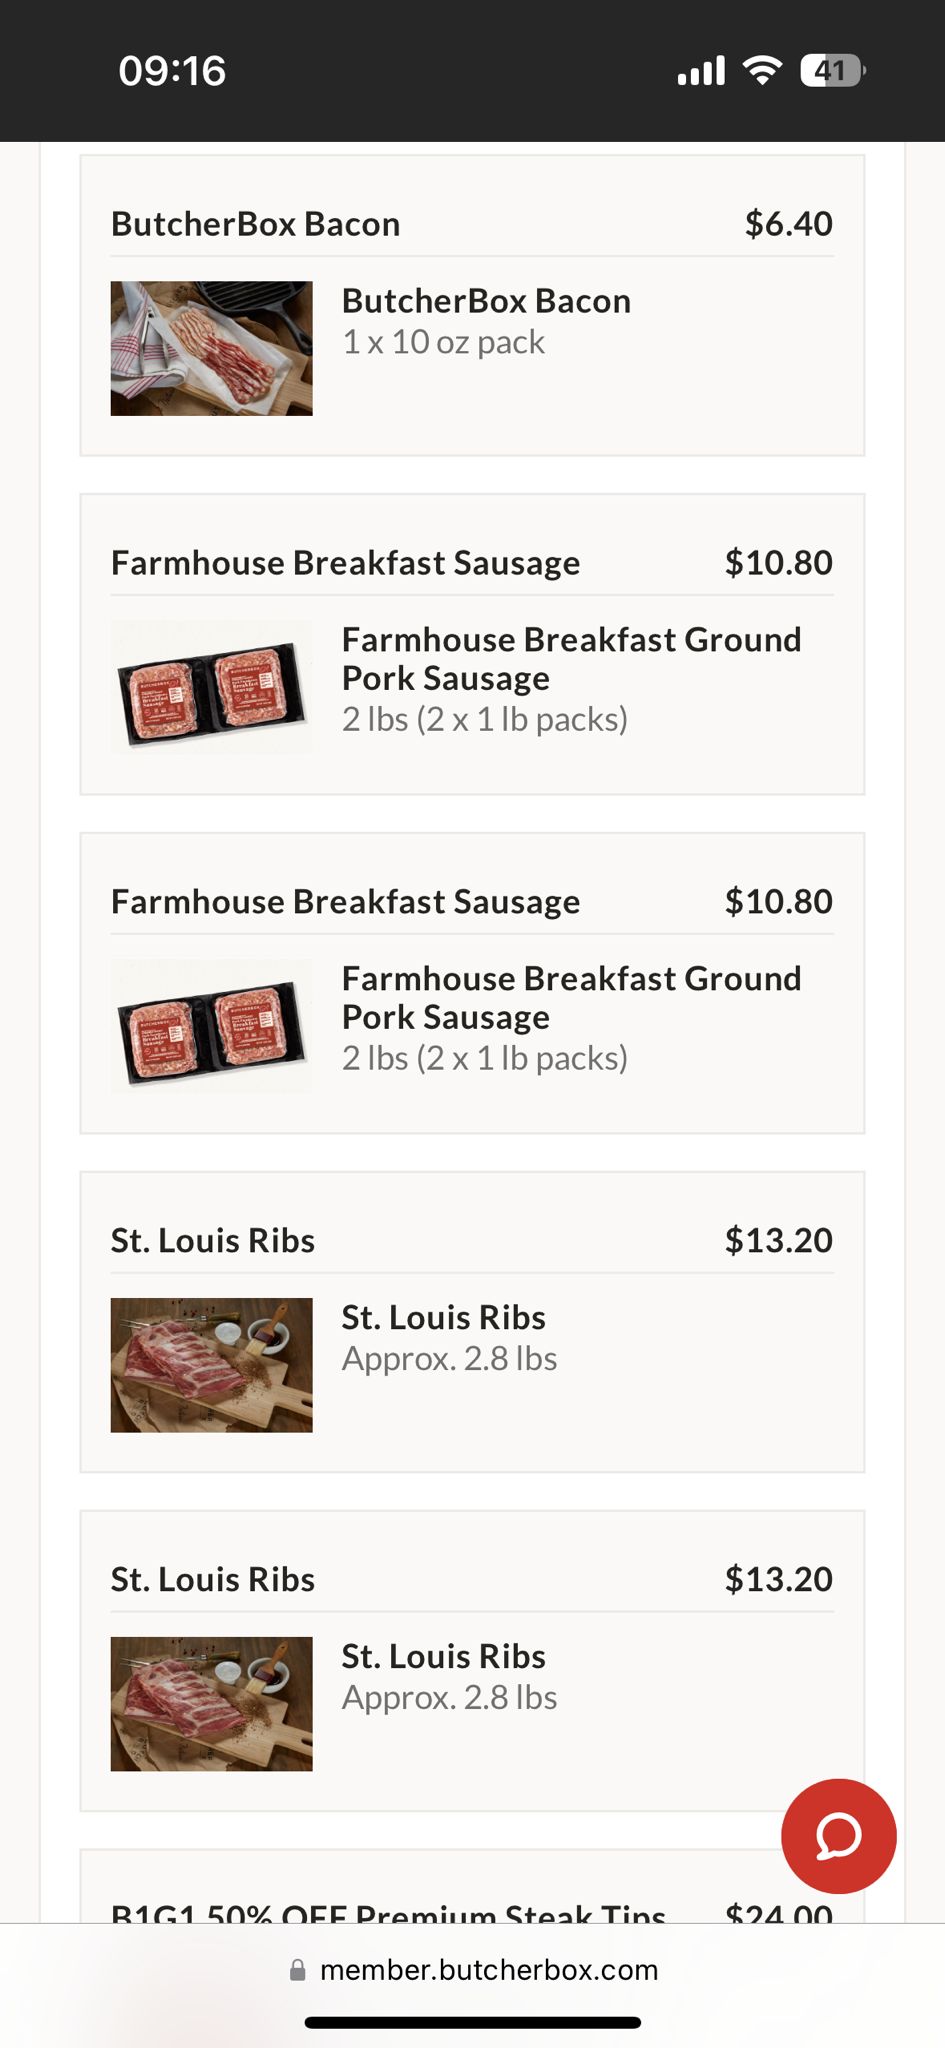 09:16
41
ButcherBox Bacon $6.40
ButcherBox Bacon
1 x 10 oz pack
Farmhouse Breakfast Sausage $10.80
Farmhouse Breakfast Ground
Pork Sausage
2 lbs (2 x 1 lb packs)
Farmhouse Breakfast Sausage $10.80
Farmhouse Breakfast Ground
Pork Sausage
2 lbs (2 x 1 lb packs)
St. Louis Ribs $13.20
St. Louis Ribs
Approx. 2.8 lbs
St. Louis Ribs $13.20
St. Louis Ribs
Approx. 2.8 lbs
B1G1 50% OFF Premium Steak Tips $24.00
member.butcherbox.com